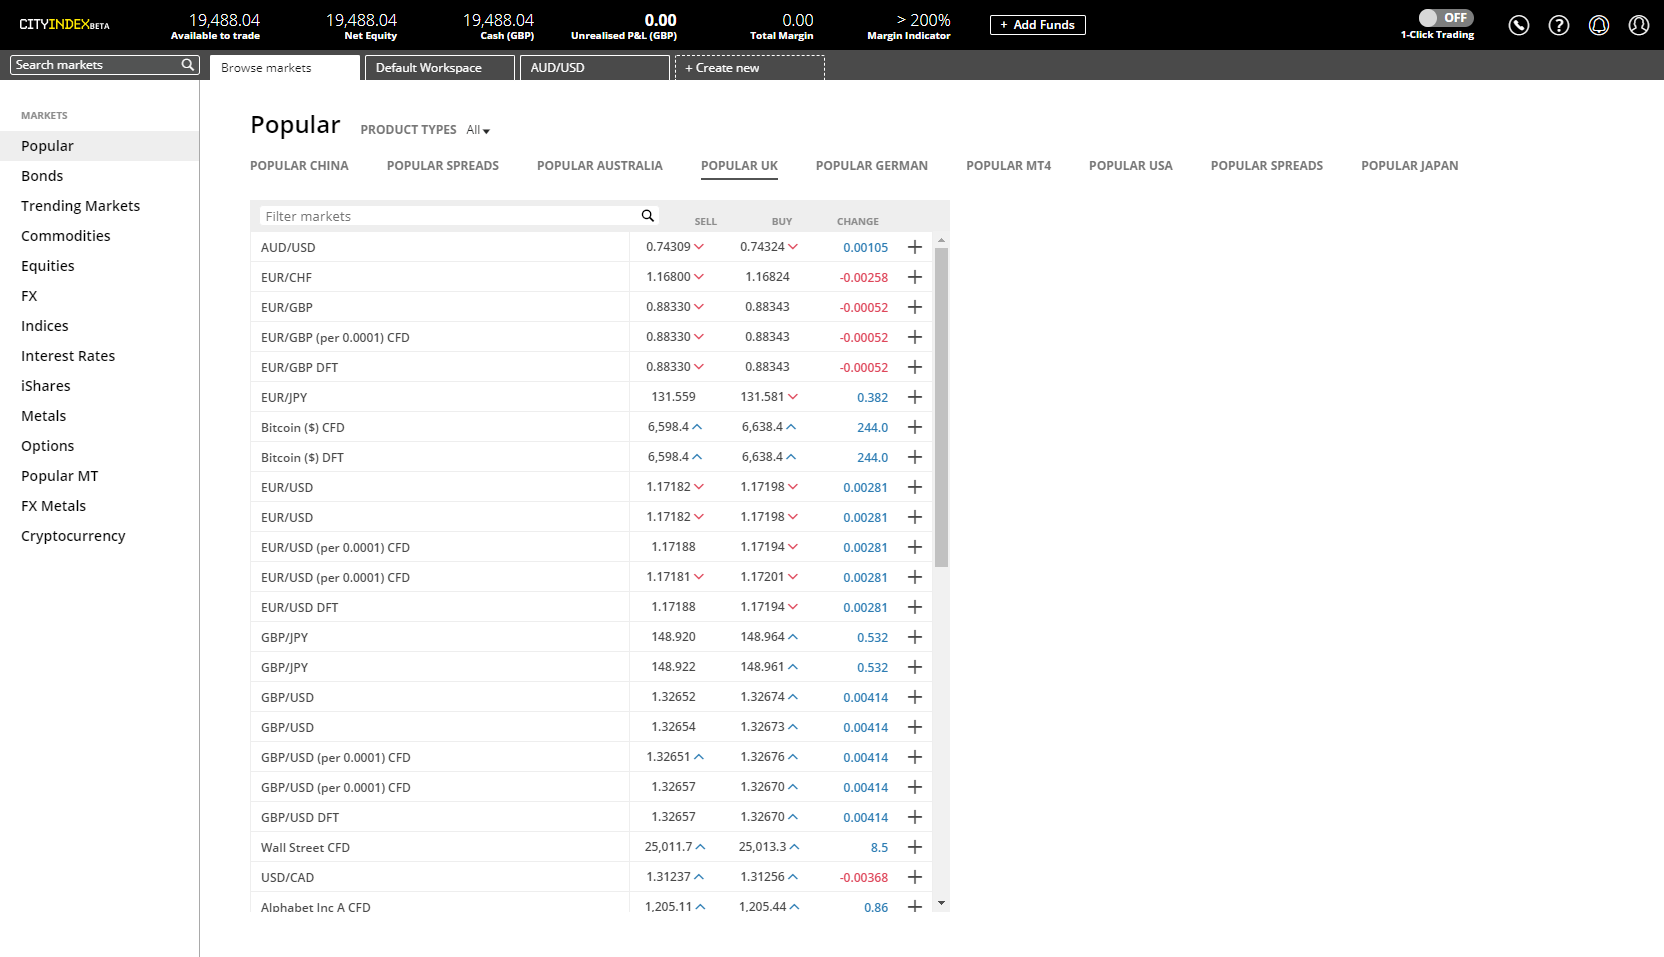 CITYINDEXBETA
19,488.04
Available to trade
19,488.04
Net Equity
19,488.04
Cash (GBP)
0.00
Unrealised P&L (GBP)
0.00
Total Margin
> 200%
Margin Indicator
+ Add Funds
OFF
1-Click Trading
Search markets
Browse markets
Default Workspace
AUD/USD
+ Create new
MARKETS
Popular
Bonds
Trending Markets
Commodities
Equities
FX
Indices
Interest Rates
iShares
Metals
Options
Popular MT
FX Metals
Cryptocurrency
Popular PRODUCT TYPES All
POPULAR CHINA POPULAR SPREADS POPULAR AUSTRALIA POPULAR UK POPULAR GERMAN POPULAR MT4 POPULAR USA POPULAR SPREADS POPULAR JAPAN
Filter markets SELL BUY CHANGE
AUD/USD 0.74309 0.74324 0.00105 +
EUR/CHF 1.16800 1.16824 -0.00258 +
EUR/GBP 0.88330 0.88343 -0.00052 +
EUR/GBP (per 0.0001) CFD 0.88330 0.88343 -0.00052 +
EUR/GBP DFT 0.88330 0.88343 -0.00052 +
EUR/JPY 131.559 131.581 0.382 +
Bitcoin ($) CFD 6,598.4 6,638.4 244.0 +
Bitcoin ($) DFT 6,598.4 6,638.4 244.0 +
EUR/USD 1.17182 1.17198 0.00281 +
EUR/USD 1.17182 1.17198 0.00281 +
EUR/USD (per 0.0001) CFD 1.17188 1.17194 0.00281 +
EUR/USD (per 0.0001) CFD 1.17181 1.17201 0.00281 +
EUR/USD DFT 1.17188 1.17194 0.00281 +
GBP/JPY 148.920 148.964 0.532 +
GBP/JPY 148.922 148.961 0.532 +
GBP/USD 1.32652 1.32674 0.00414 +
GBP/USD 1.32654 1.32673 0.00414 +
GBP/USD (per 0.0001) CFD 1.32651 1.32676 0.00414 +
GBP/USD (per 0.0001) CFD 1.32657 1.32670 0.00414 +
GBP/USD DFT 1.32657 1.32670 0.00414 +
Wall Street CFD 25,011.7 25,013.3 8.5 +
USD/CAD 1.31237 1.31256 -0.00368 +
Alphabet Inc A CFD 1,205.11 1,205.44 0.86 +